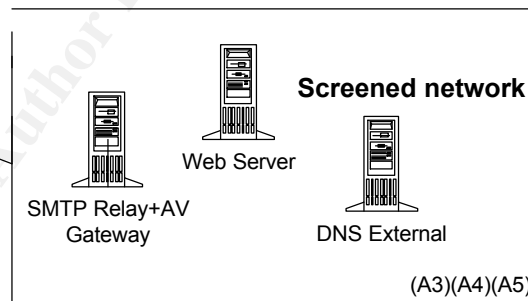 Screened network
Web Server
SMTP Relay+AV
Gateway
DNS External
(A3)(A4)(A5)